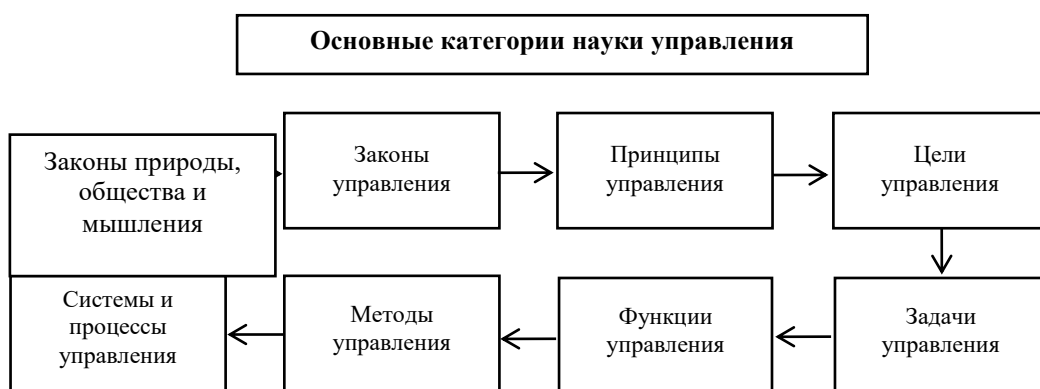 Основные категории науки управления
Законы природы,
общества и
мышления
Законы
управления
Принципы
управления
Цели
управления
Системы и
процессы
управления
Методы
управления
Функции
управления
Задачи
управления